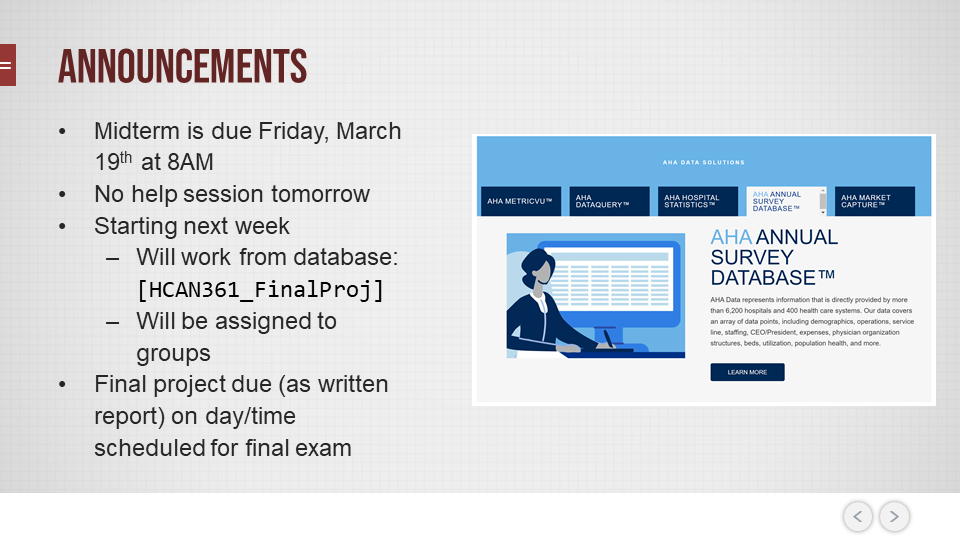 ANNOUNCEMENTS
• Midterm is due Friday, March
19th at 8AM
• No help session tomorrow
• Starting next week
– Will work from database:
[HCAN361_FinalProj]
– Will be assigned to
groups
• Final project due (as written
report) on day/time
scheduled for final exam
AHA DATA SOLUTIONS
AHA METRICVU™
AHA
DATAQUERY™
AHA HOSPITAL
STATISTICS™
AHA ANNUAL
SURVEY
DATABASE™
AHA MARKET
CAPTURE™
AHA ANNUAL
SURVEY
DATABASE™
AHA Data represents information that is directly provided by more
than 6,200 hospitals and 400 health care systems. Our data covers
an array of data points, including demographics, operations, service
line, staffing, CEO/President, expenses, physician organization
structures, beds, utilization, population health, and more.
LEARN MORE